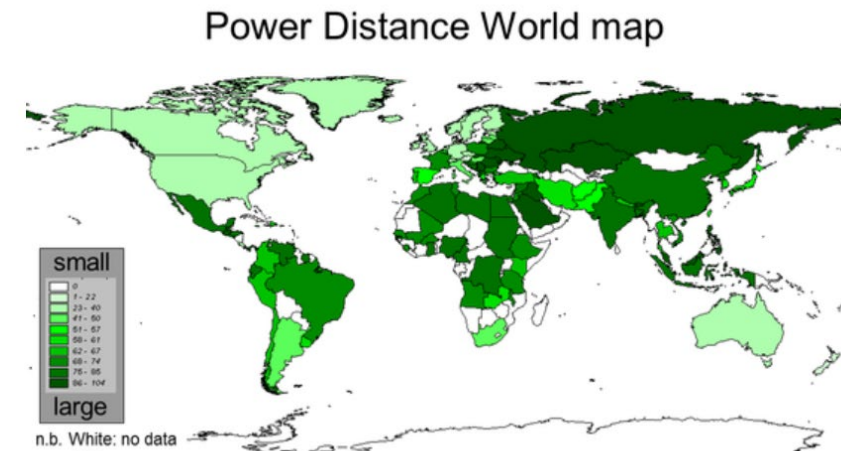 Power Distance World map
small
0
1 - 22
23 - 40
41 - 50
51 - 57
58 - 61
62 - 67
68 - 74
75 - 85
86 - 104
large
n.b. White: no data